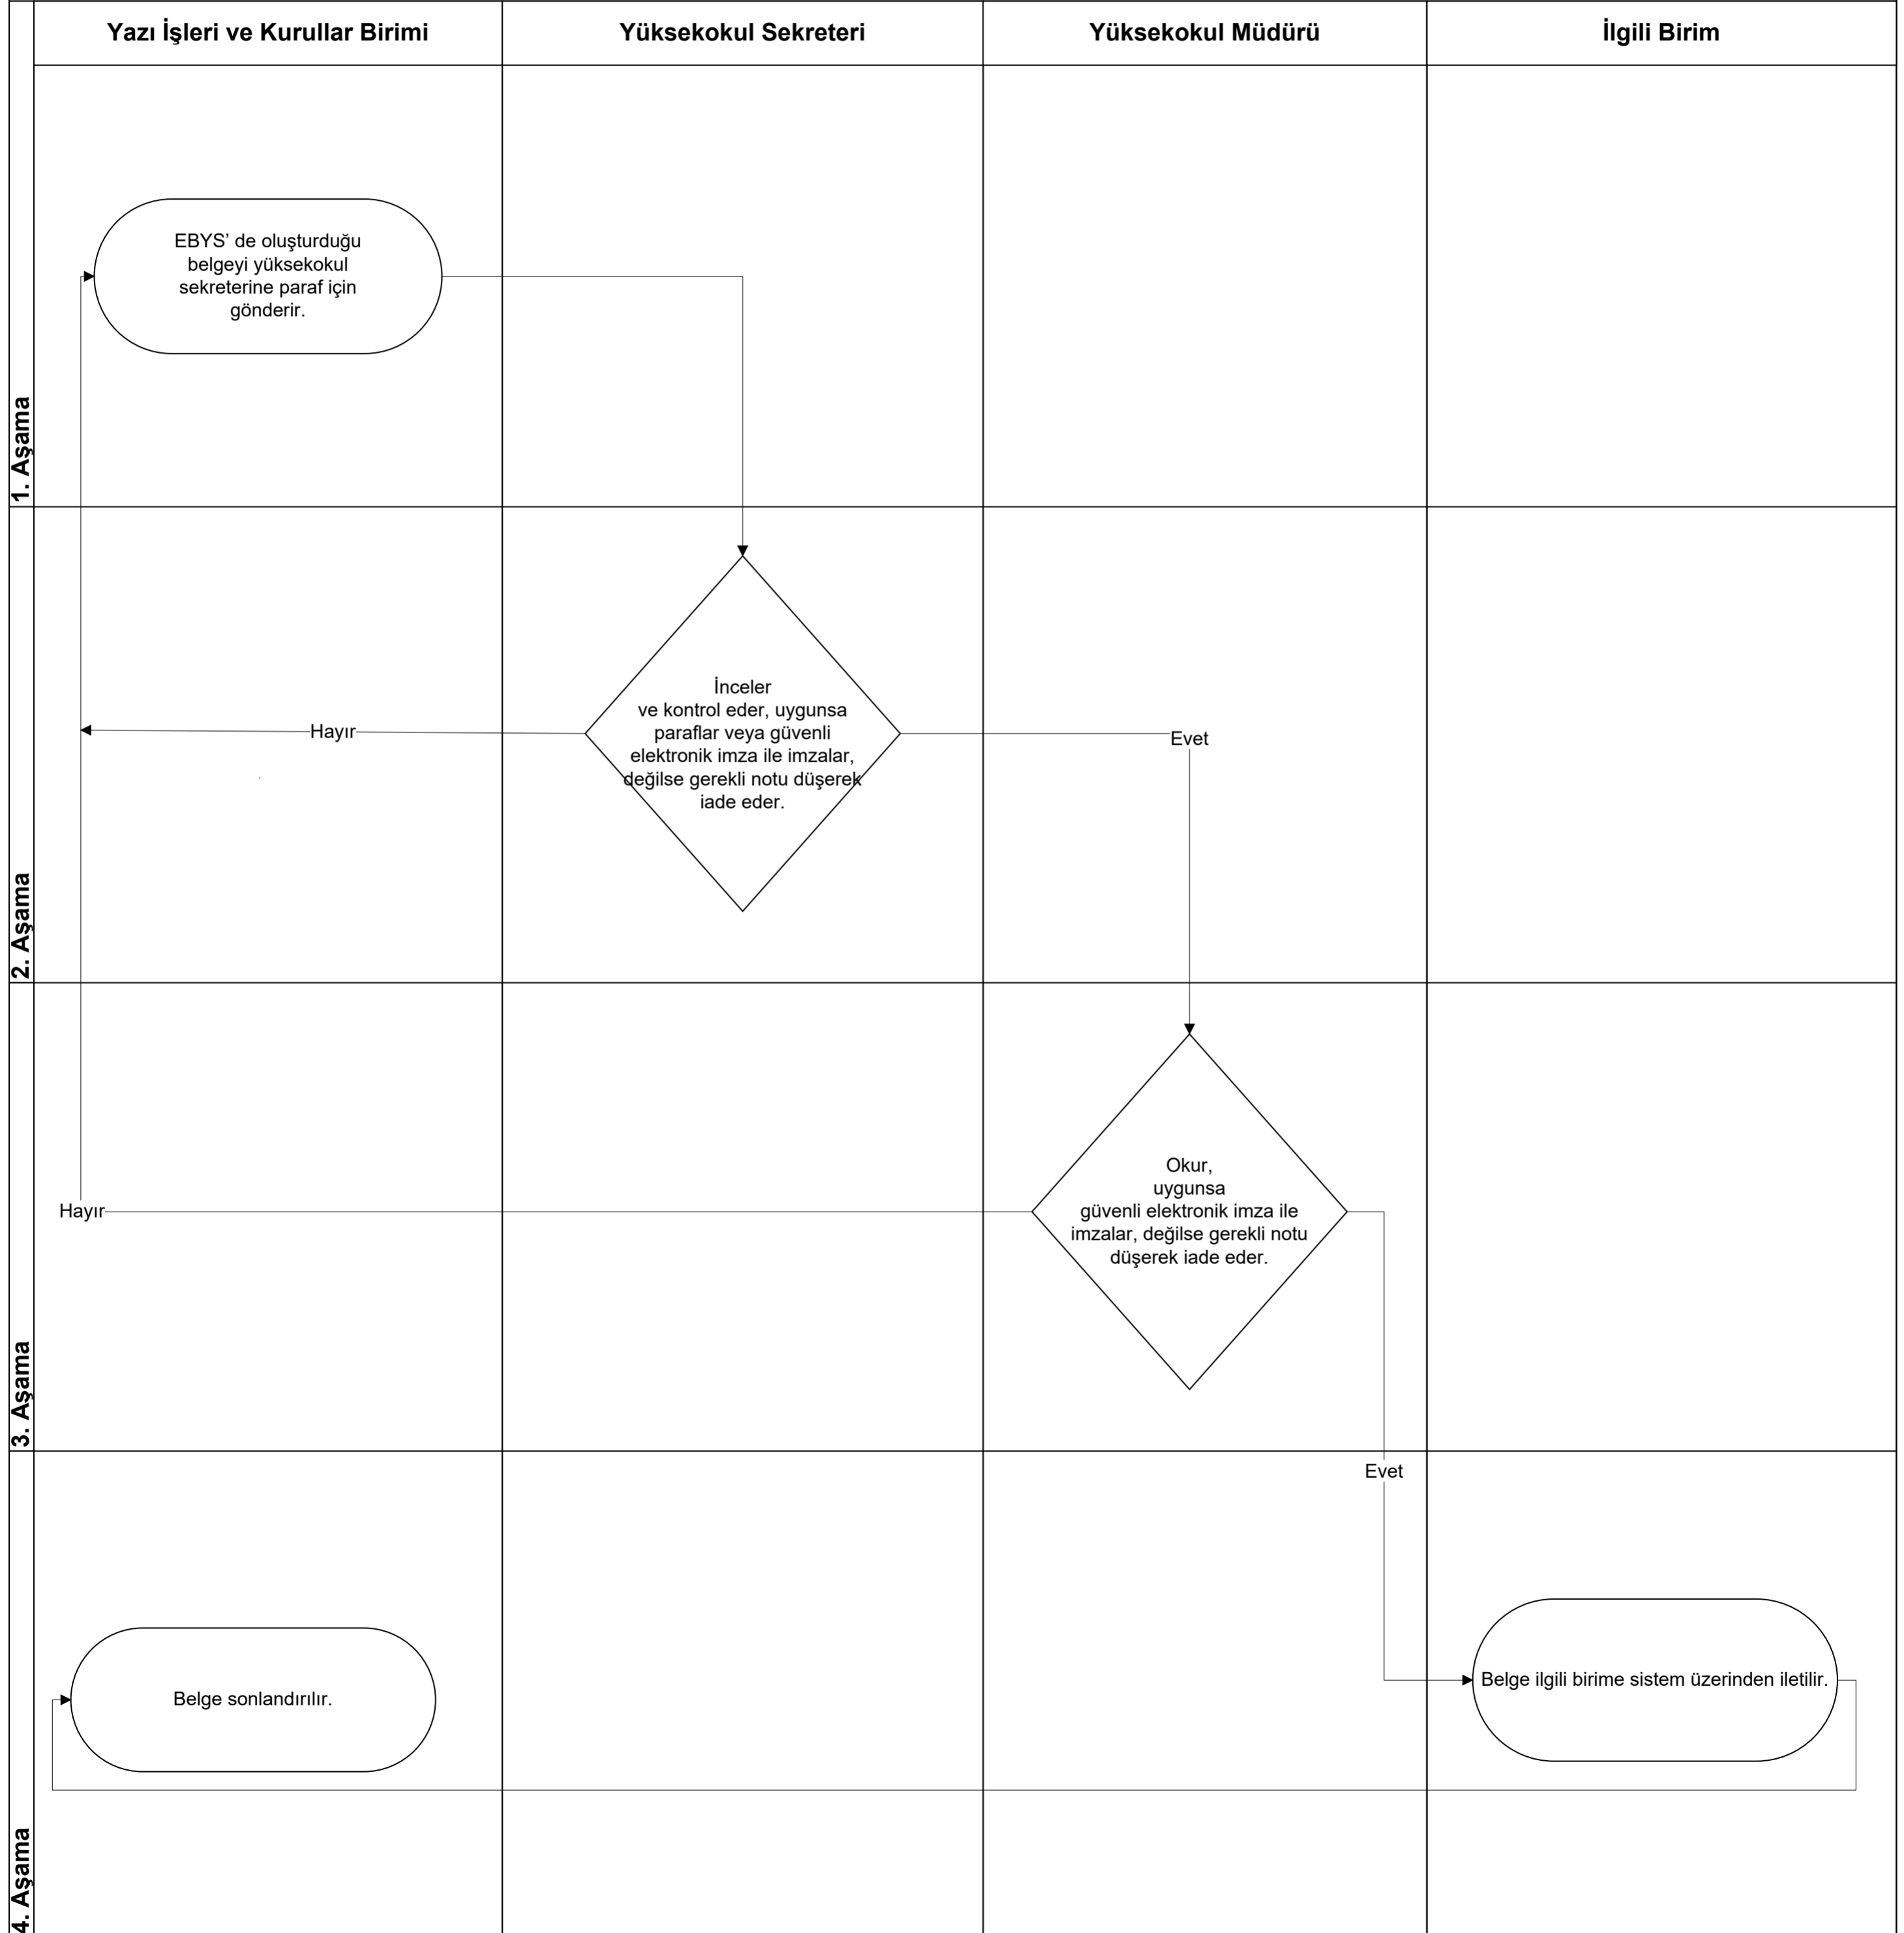 Yazı İşleri ve Kurullar Birimi
Yüksekokul Sekreteri
Yüksekokul Müdürü
İlgili Birim
1. Aşama
EBYS’ de oluşturduğu
belgeyi yüksekokul
sekreterine paraf için
gönderir.
2. Aşama
Hayır
İnceler
ve kontrol eder, uygunsa
paraflar veya güvenli
elektronik imza ile imzalar,
değilse gerekli notu düşerek
iade eder.
Evet
3. Aşama
Hayır
Okur,
uygunsa
güvenli elektronik imza ile
imzalar, değilse gerekli notu
düşerek iade eder.
4. Aşama
Evet
Belge sonlandırılır.
Belge ilgili birime sistem üzerinden iletilir.